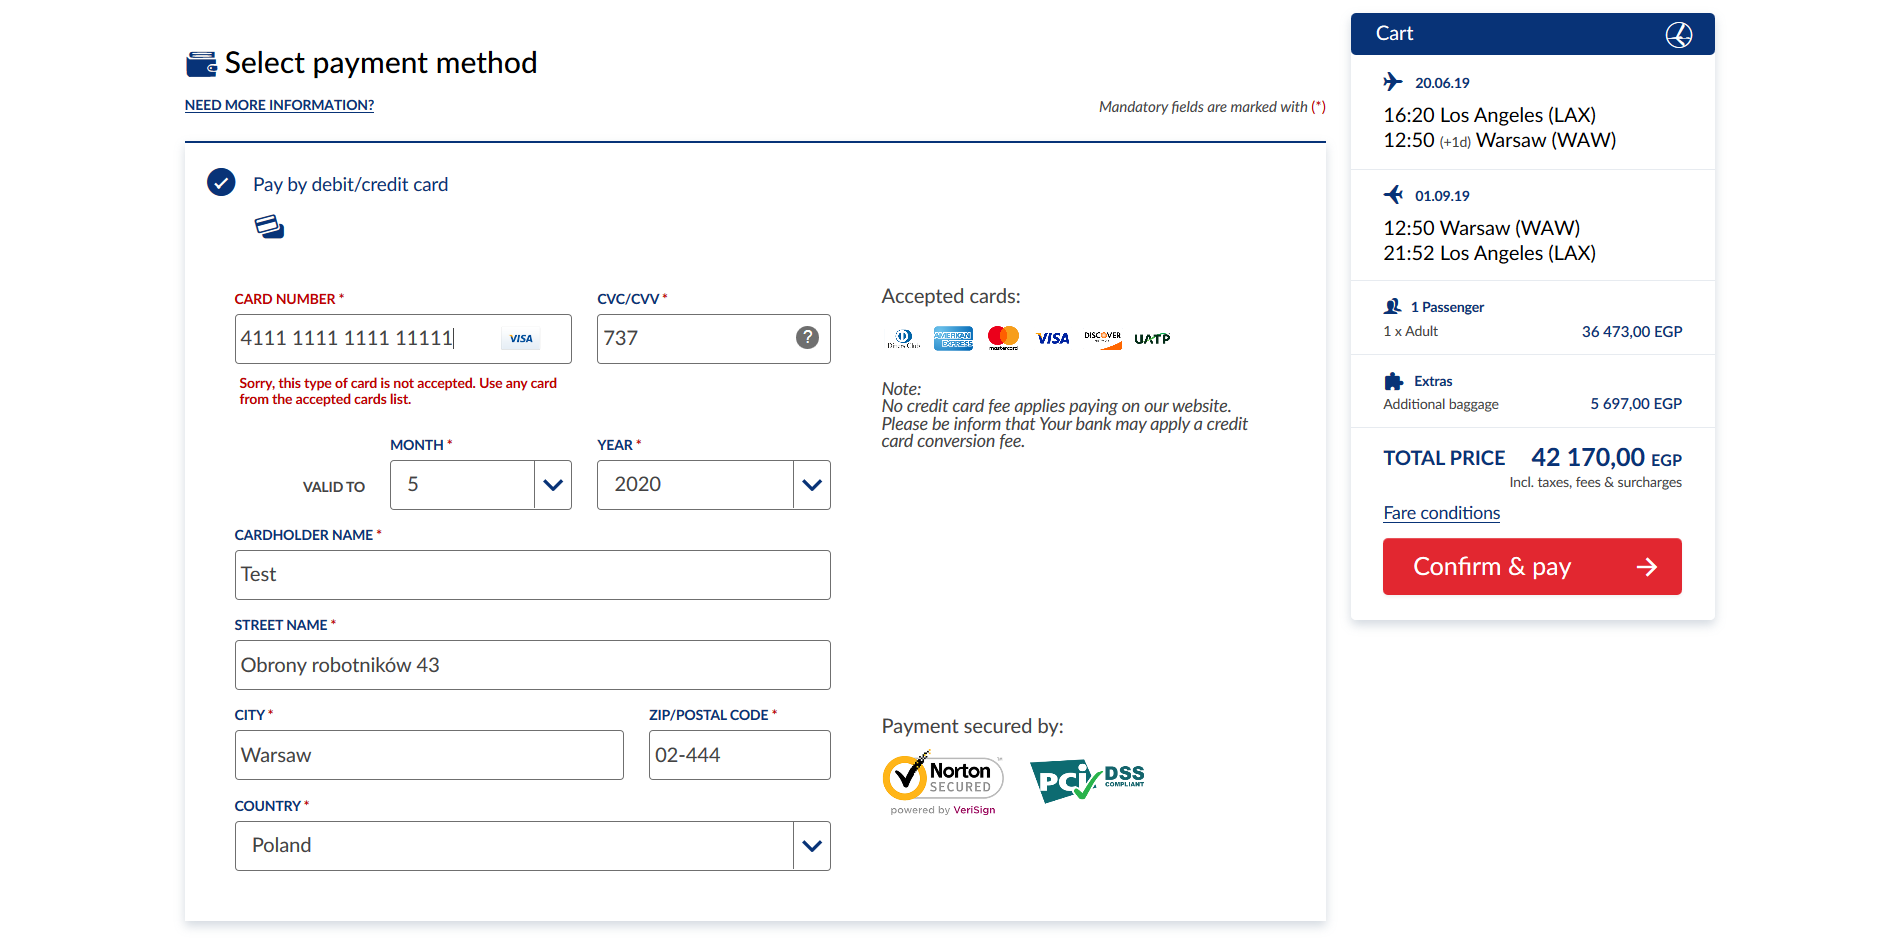 Select payment method
NEED MORE INFORMATION?
Mandatory fields are marked with (*)
Pay by debit/credit card
CARD NUMBER *
CVC/CVV *
4111 1111 1111 11111
VISA
737
?
Sorry, this type of card is not accepted. Use any card
from the accepted cards list.
MONTH *
YEAR *
VALID TO
5
2020
CARDHOLDER NAME *
Test
STREET NAME *
Obrony robotników 43
CITY *
ZIP/POSTAL CODE *
Warsaw
02-444
COUNTRY *
Poland
Accepted cards:
Diners Club
AMERICAN EXPRESS
mastercard
VISA
DISCOVER
UATP
Note:
No credit card fee applies paying on our website.
Please be inform that Your bank may apply a credit
card conversion fee.
Payment secured by:
Norton
SECURED
powered by VeriSign
PCi DSS
COMPLIANT
Cart
20.06.19
16:20 Los Angeles (LAX)
12:50 (+1d) Warsaw (WAW)
01.09.19
12:50 Warsaw (WAW)
21:52 Los Angeles (LAX)
1 Passenger
1 x Adult 36 473,00 EGP
Extras
Additional baggage 5 697,00 EGP
TOTAL PRICE 42 170,00 EGP
Incl. taxes, fees & surcharges
Fare conditions
Confirm & pay